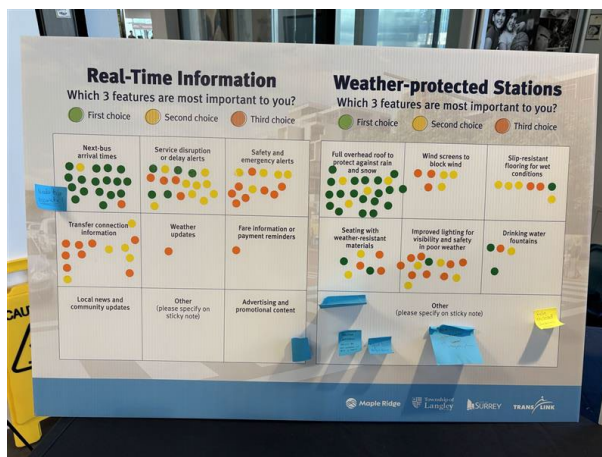 Real-Time Information
Which 3 features are most important to you?
First choice
Second choice
Third choice
Next-bus
arrival times
Service disruption
or delay alerts
Safety and
emergency alerts
Transfer connection
information
Weather
updates
Fare information or
payment reminders
Local news and
community updates
Other
(please specify on
sticky note)
Advertising and
promotional content
Weather-protected Stations
Which 3 features are most important to you?
First choice
Second choice
Third choice
Full overhead roof to
protect against rain
and snow
Wind screens to
block wind
Slip-resistant
flooring for wet
conditions
Seating with
weather-resistant
materials
Improved lighting for
visibility and safety
in poor weather
Drinking water
fountains
Other
(please specify on sticky note)
Maple Ridge
Township of
Langley
SURREY
TRANSLINK
CAU